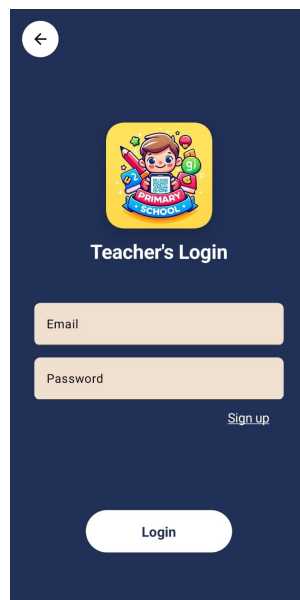 PRIMARY
SCHOOL
Teacher's Login
Email
Password
Sign up
Login